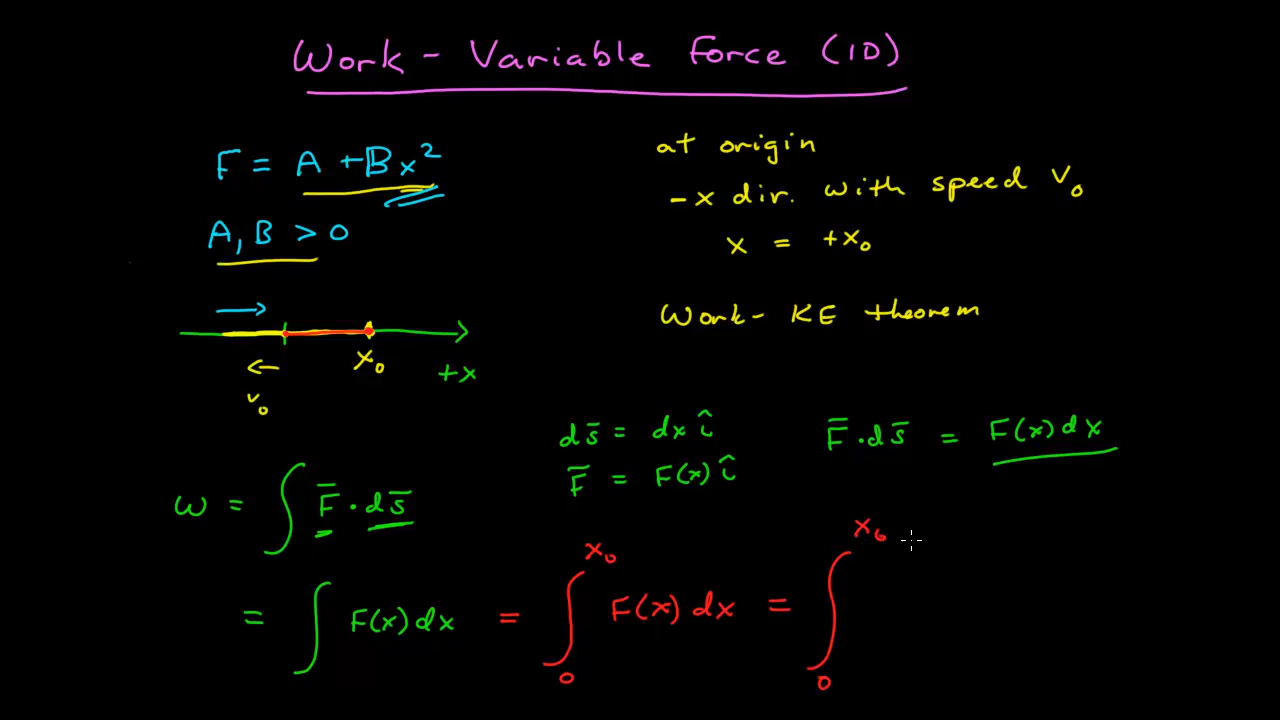 Work - Variable Force (1D)
F = A + Bx²
A, B > 0
at origin
-x dir. with speed v₀
x = +x₀
Work - KE theorem
x₀
+x
v₀
ds̄ = dx î
F̄ = F(x) î
F̄ · ds̄ = F(x) dx
W = ∫ F̄ · ds̄
= ∫ F(x) dx = ∫₀^x₀ F(x) dx = ∫₀^x₀